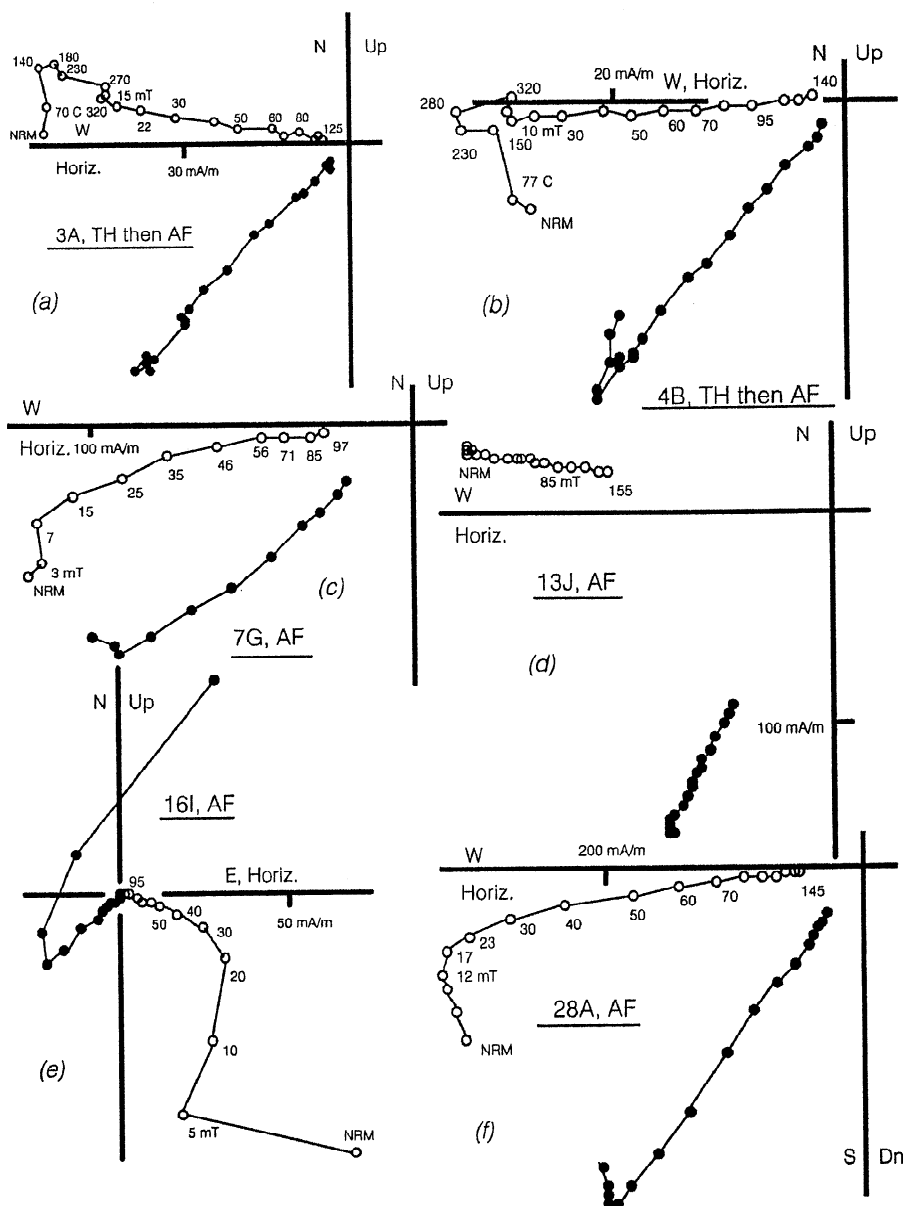 N Up
140 180
230
270
15 mT
30
70 C
320
22
50
60
80
125
NRM
W
Horiz.
30 mA/m
3A, TH then AF
(a)
N Up
20 mA/m
W, Horiz.
140
320
280
230
150
10 mT
30
50
60
70
95
77 C
NRM
(b)
4B, TH then AF
N Up
W
Horiz.
100 mA/m
97
85
71
56
46
35
25
15
7
3 mT
NRM
(c)
7G, AF
N Up
NRM
W
85 mT
155
Horiz.
13J, AF
(d)
100 mA/m
N Up
16I, AF
95
E, Horiz.
50
40
30
50 mA/m
20
10
5 mT
NRM
(e)
W
200 mA/m
Horiz.
145
70
60
50
40
30
23
17
12 mT
NRM
28A, AF
(f)
S Dn